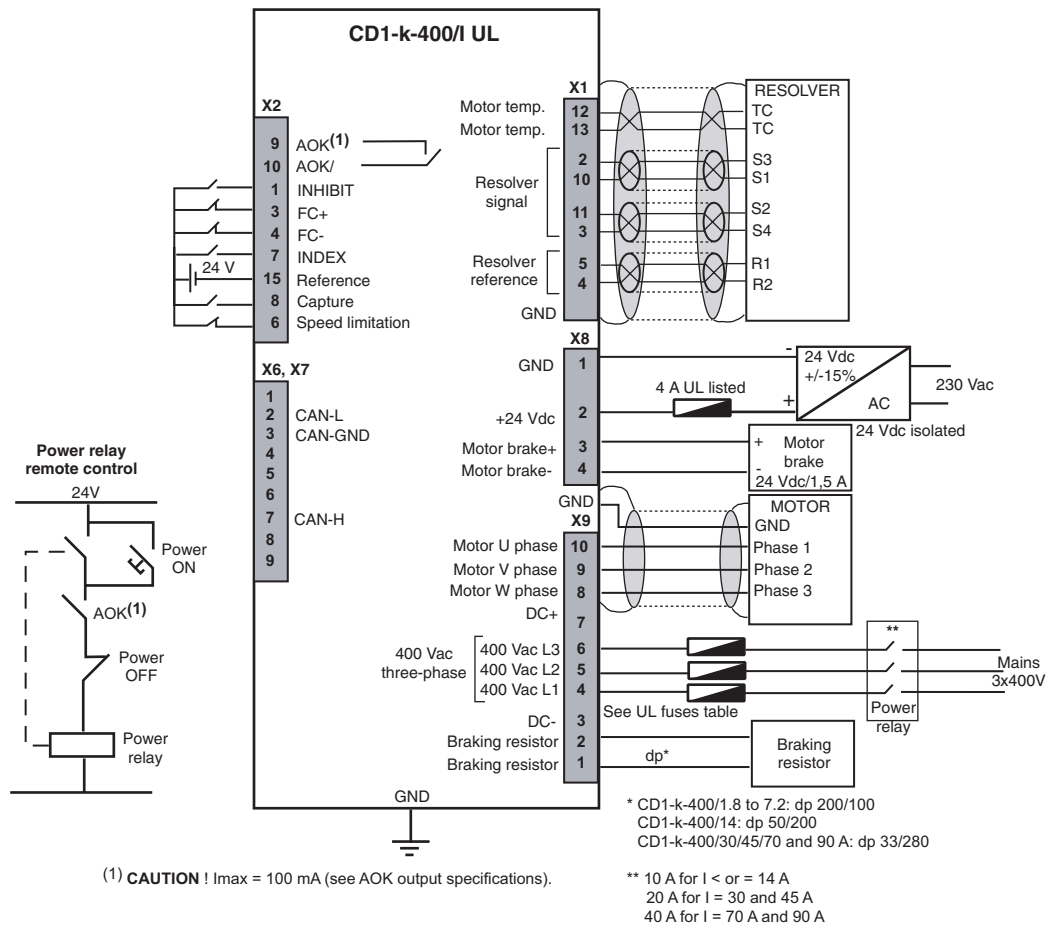 CD1-k-400/I UL
X2
9 AOK(1)
10 AOK/
1 INHIBIT
3 FC+
4 FC-
7 INDEX
24 V
15 Reference
8 Capture
6 Speed limitation
X6, X7
1
2 CAN-L
3 CAN-GND
4
5
6
7 CAN-H
8
9
Power relay
remote control
24V
Power
ON
AOK(1)
Power
OFF
Power
relay
X1
Motor temp. 12
Motor temp. 13
Resolver
signal
2
10
11
3
Resolver
reference
5
4
GND
RESOLVER
TC
TC
S3
S1
S2
S4
R1
R2
X8
GND 1
+24 Vdc 2
Motor brake+ 3
Motor brake- 4
4 A UL listed
-
+
24 Vdc
+/-15%
AC
230 Vac
24 Vdc isolated
+ Motor
brake
-
24 Vdc/1,5 A
GND
X9
Motor U phase 10
Motor V phase 9
Motor W phase 8
DC+ 7
400 Vac
three-phase
400 Vac L3 6
400 Vac L2 5
400 Vac L1 4
DC- 3
Braking resistor 2
Braking resistor 1
MOTOR
GND
Phase 1
Phase 2
Phase 3
**
Mains
3x400V
Power
relay
See UL fuses table
dp*
Braking
resistor
GND
* CD1-k-400/1.8 to 7.2: dp 200/100
CD1-k-400/14: dp 50/200
CD1-k-400/30/45/70 and 90 A: dp 33/280
(1) CAUTION ! Imax = 100 mA (see AOK output specifications).
** 10 A for I < or = 14 A
20 A for I = 30 and 45 A
40 A for I = 70 A and 90 A